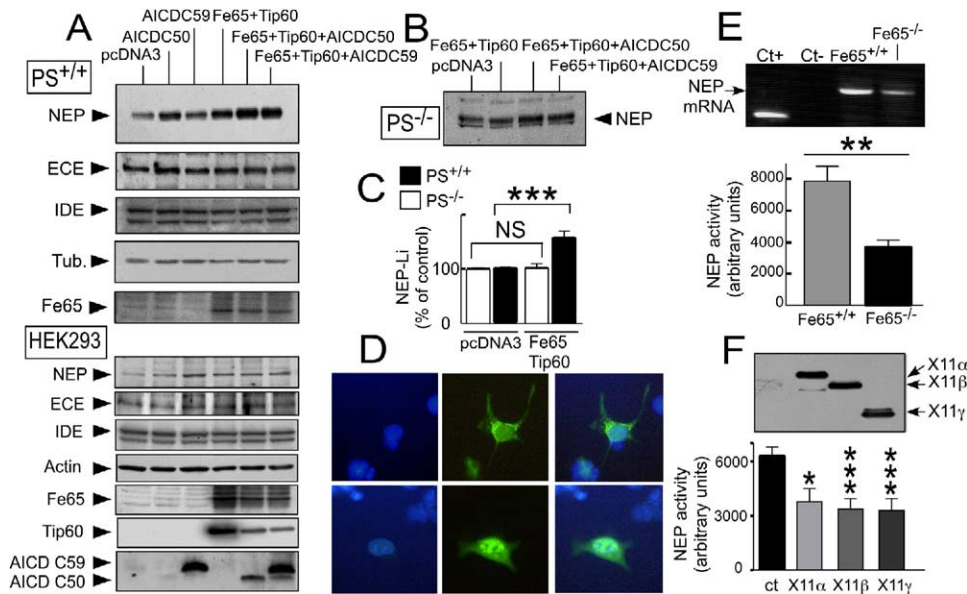 A
AICDC59 Fe65+Tip60
AICDC50 Fe65+Tip60+AICDC50
pcDNA3 Fe65+Tip60+AICDC59
PS+/+
NEP
ECE
IDE
Tub.
Fe65
HEK293
NEP
ECE
IDE
Actin
Fe65
Tip60
AICD C59
AICD C50
B
Fe65+Tip60 Fe65+Tip60+AICDC50
pcDNA3 Fe65+Tip60+AICDC59
PS-/-
NEP
C
PS+/+
PS-/-
***
NS
NEP-Li
(% of control)
100
pcDNA3 Fe65
Tip60
D
E
Fe65-/-
Ct+ Ct- Fe65+/+
NEP
mRNA
**
NEP activity
(arbitrary units)
8000
6000
4000
2000
0
Fe65+/+ Fe65-/-
F
X11α
X11β
X11γ
NEP activity
(arbitrary units)
6000
3000
0
* *** ***
ct X11α X11β X11γ